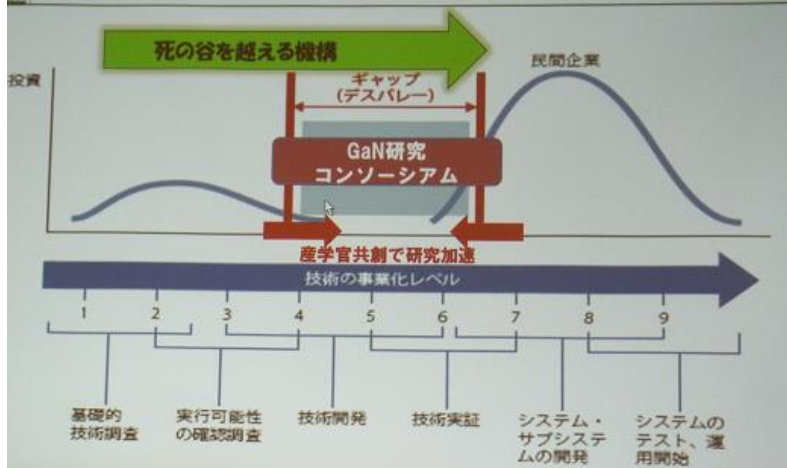 死の谷を越える機構
投資
ギャップ
(デスバレー)
民間企業
GaN研究
コンソーシアム
産学官共創で研究加速
技術の事業化レベル
1 2 3 4 5 6 7 8 9
基礎的
技術調査
実行可能性
の確認調査
技術開発
技術実証
システム・
サブシステ
ムの開発
システムの
テスト、運
用開始